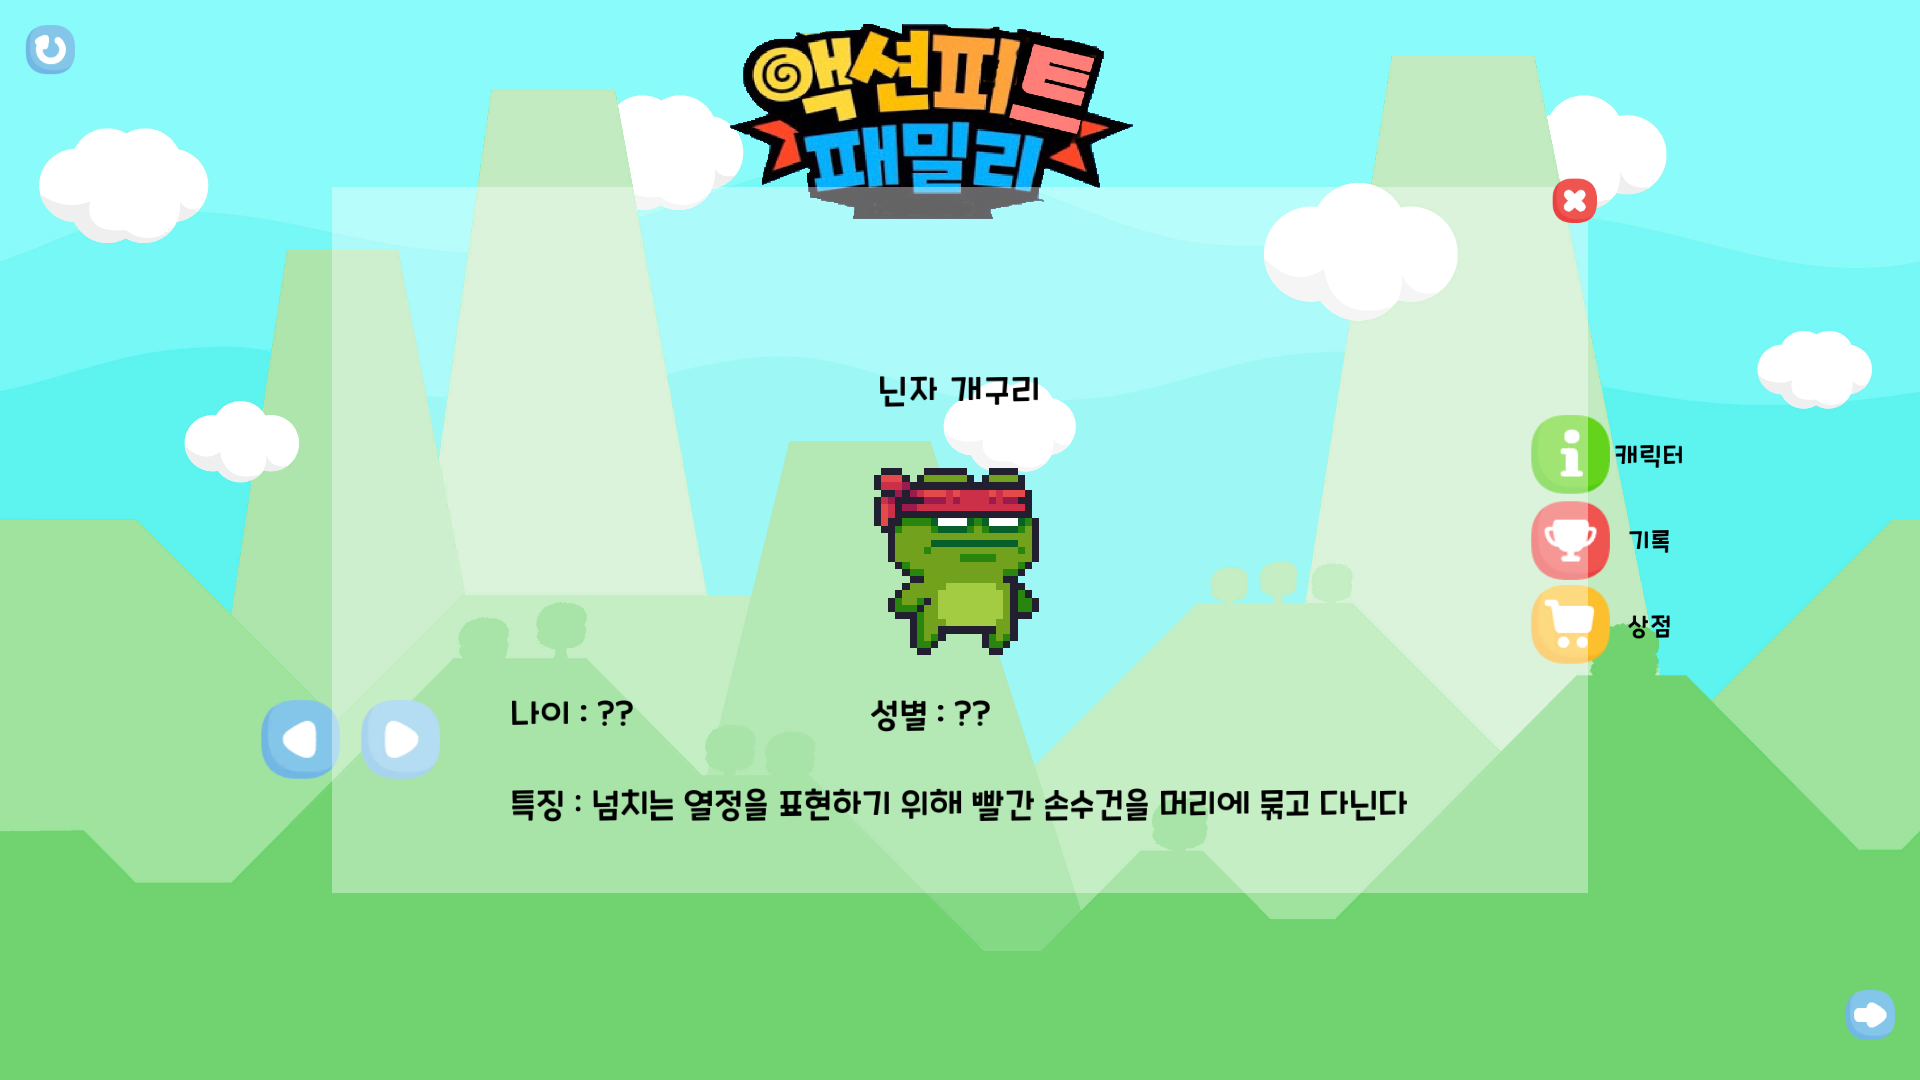 액션피트
패밀리
닌자 개구리
캐릭터
기록
상점
나이 : ??
성별 : ??
특징 : 넘치는 열정을 표현하기 위해 빨간 손수건을 머리에 묶고 다닌다